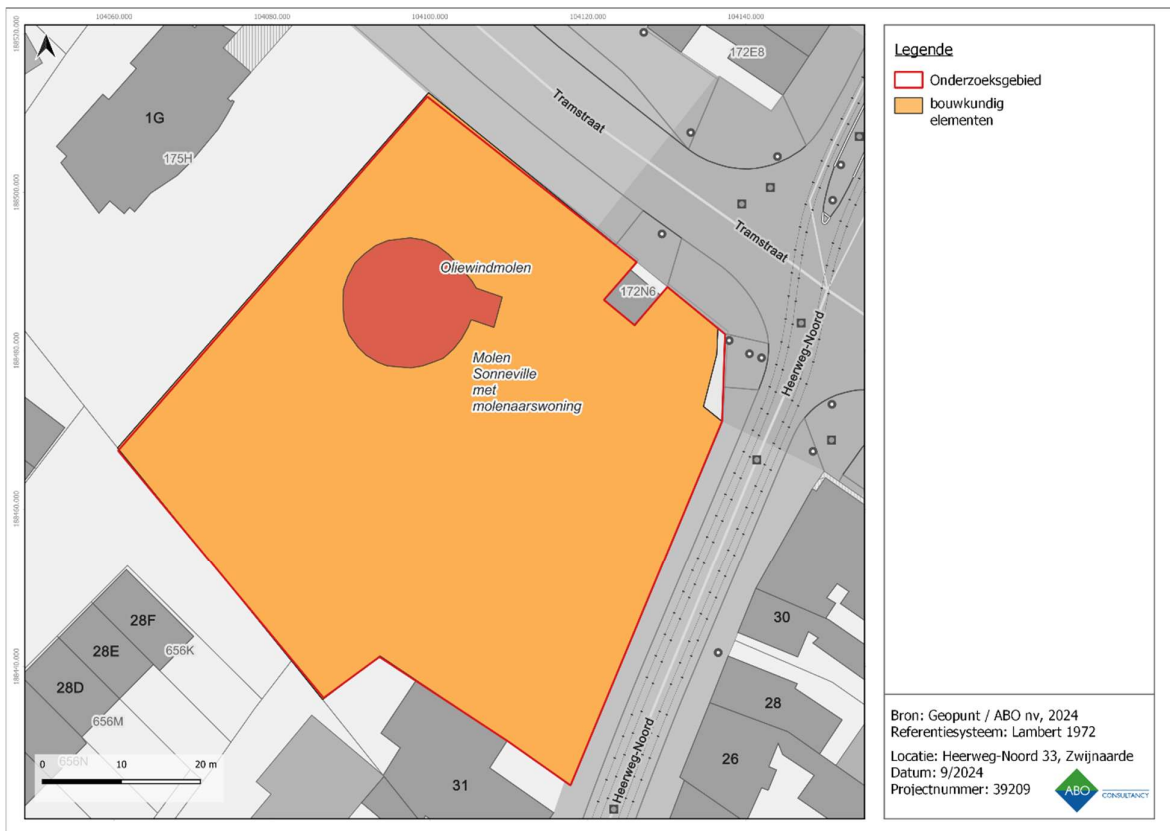 104060.000
104080.000
104100.000
104120.000
104140.000
188520.000
188500.000
188480.000
188460.000
188440.000
172E8
Tramstraat
1G
175H
Tramstraat
Oliewindmolen
172N6
Heerweg-Noord
Molen
Sonneville
met
molenaarswoning
28F
28E
656K
28D
656M
656N
30
28
26
31
Heerweg-Noord
0 10 20 m
Legende
Onderzoeksgebied
bouwkundig
elementen
Bron: Geopunt / ABO nv, 2024
Referentiesysteem: Lambert 1972
Locatie: Heerweg-Noord 33, Zwijnaarde
Datum: 9/2024
Projectnummer: 39209
ABO
CONSULTANCY